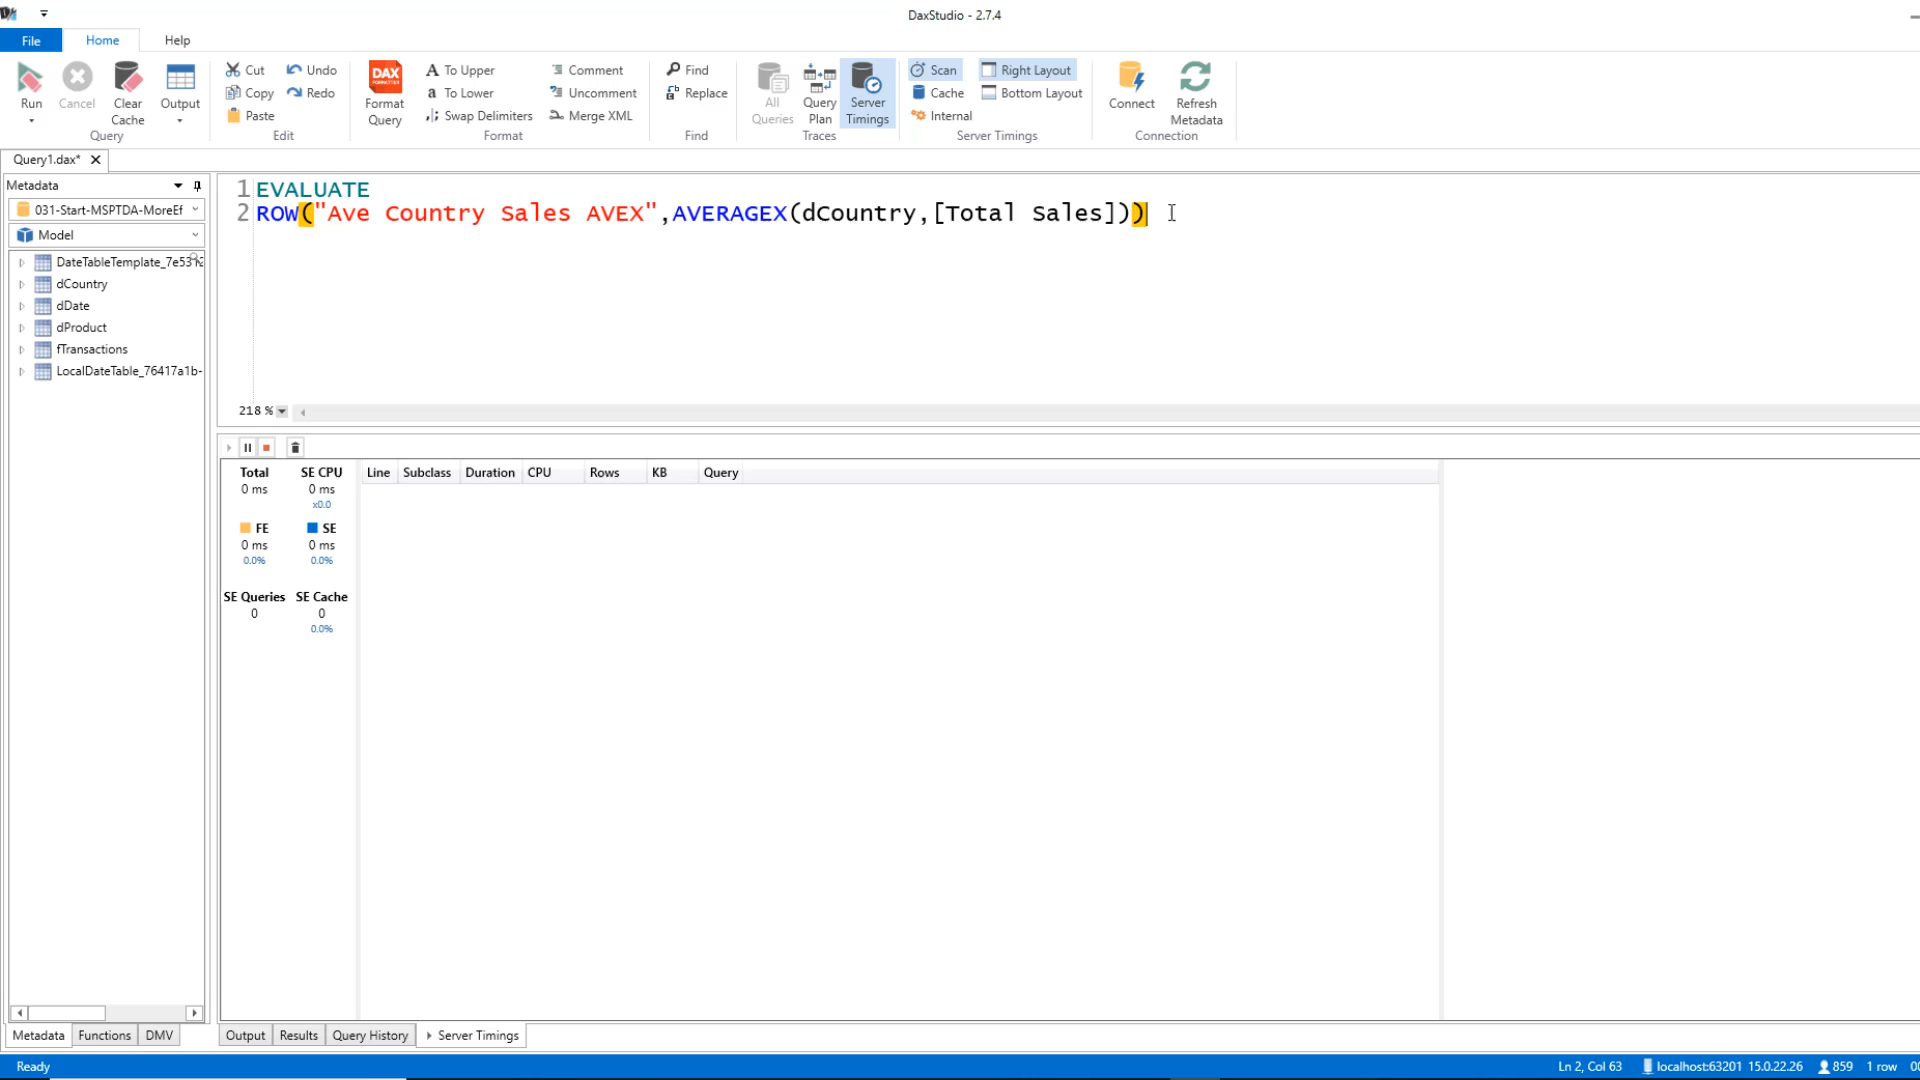 DaxStudio - 2.7.4
File Home Help
Run
Cancel
Clear Cache
Output
Query
Cut
Copy
Paste
Undo
Redo
Edit
DAX
FORMATTER
Format Query
To Upper
To Lower
Swap Delimiters
Comment
Uncomment
Merge XML
Format
Find
Replace
Find
All Queries
Query Plan
Server Timings
Traces
Scan
Cache
Internal
Right Layout
Bottom Layout
Server Timings
Connect
Refresh Metadata
Connection
Query1.dax*
Metadata
031-Start-MSPTDA-MoreEf
Model
DateTableTemplate_7e53
dCountry
dDate
dProduct
fTransactions
LocalDateTable_76417a1b-
1 EVALUATE
2 ROW("Ave Country Sales AVEX",AVERAGEX(dCountry,[Total Sales]))
218 %
Total SE CPU
0 ms 0 ms
x0.0
FE SE
0 ms 0 ms
0.0% 0.0%
SE Queries SE Cache
0 0
0.0%
Line Subclass Duration CPU Rows KB Query
Metadata Functions DMV
Output Results Query History Server Timings
Ready
Ln 2, Col 63 localhost:63201 15.0.22.26 859 1 row